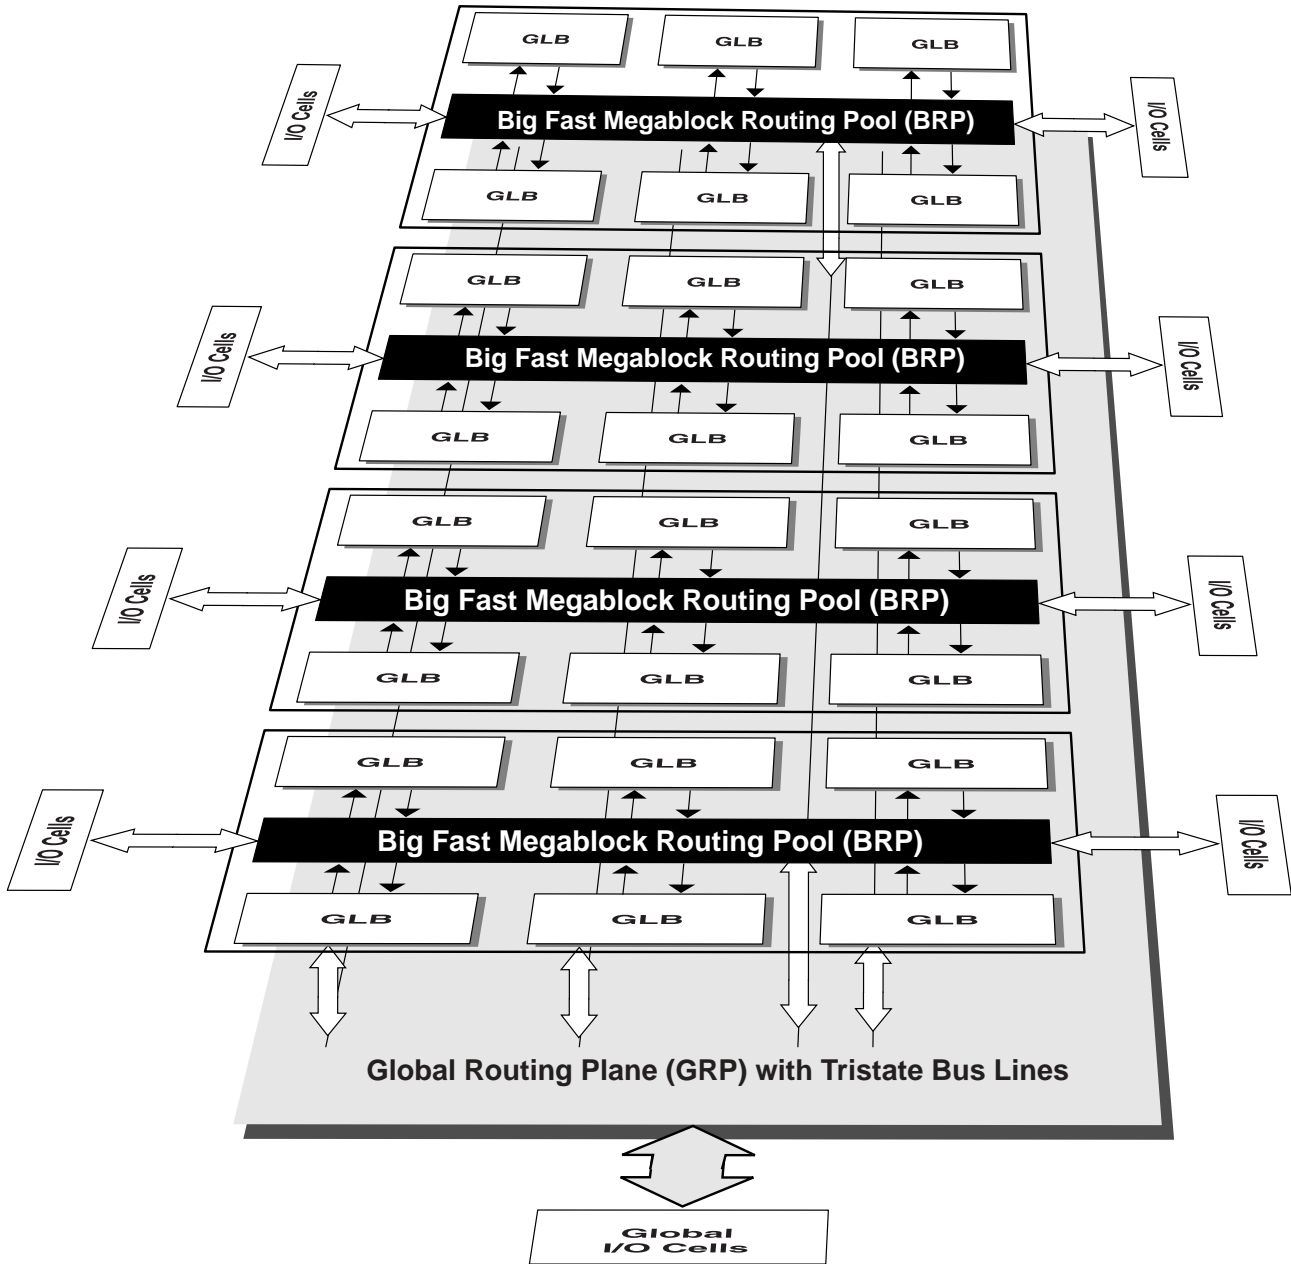 GLB
GLB
GLB
I/O Cells
Big Fast Megablock Routing Pool (BRP)
I/O Cells
GLB
GLB
GLB
GLB
GLB
GLB
I/O Cells
Big Fast Megablock Routing Pool (BRP)
I/O Cells
GLB
GLB
GLB
GLB
GLB
GLB
I/O Cells
Big Fast Megablock Routing Pool (BRP)
I/O Cells
GLB
GLB
GLB
GLB
GLB
GLB
I/O Cells
Big Fast Megablock Routing Pool (BRP)
I/O Cells
GLB
GLB
GLB
Global Routing Plane (GRP) with Tristate Bus Lines
Global
I/O Cells